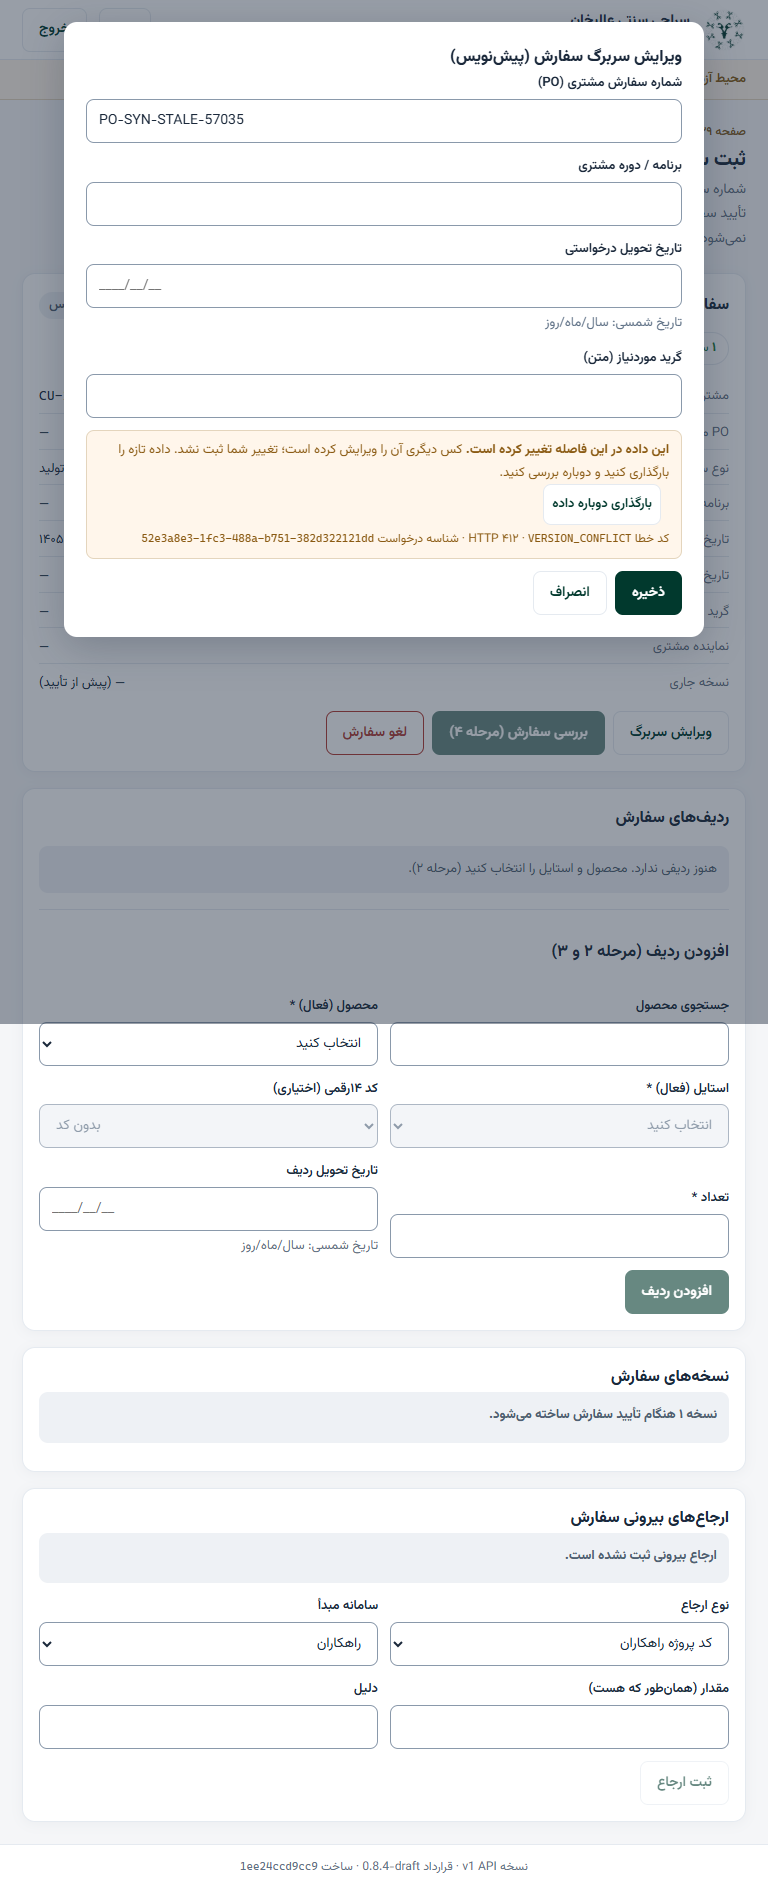 سراجی سنتی عالیخان
خروج
محیط آز
صفحه ۲۹
ثبت س
شماره س
تأیید سف
نمی‌شود
ویرایش سربرگ سفارش (پیش‌نویس)
شماره سفارش مشتری (PO)
PO-SYN-STALE-57035
برنامه / دوره مشتری
تاریخ تحویل درخواستی
____/__/__
تاریخ شمسی: سال/ماه/روز
گرید موردنیاز (متن)
این داده در این فاصله تغییر کرده است. کس دیگری آن را ویرایش کرده است؛ تغییر شما ثبت نشد. داده تازه را
بارگذاری کنید و دوباره بررسی کنید.
بارگذاری دوباره داده
کد خطا HTTP ۴۱۲ · VERSION_CONFLICT · شناسه درخواست 52e3a8e3-1fc3-488a-b751-382d322121dd
ذخیره
انصراف
سفا
یس
۱ س
مشتر
CU-
PO م
—
نوع س
تولید
برنامه
—
تاریخ
۱۴۰۵
تاریخ
—
گرید
—
نماینده مشتری
—
نسخه جاری
— (پیش از تأیید)
ویرایش سربرگ
بررسی سفارش (مرحله ۴)
لغو سفارش
ردیف‌های سفارش
هنوز ردیفی ندارد. محصول و استایل را انتخاب کنید (مرحله ۲).
افزودن ردیف (مرحله ۲ و ۳)
جستجوی محصول
محصول (فعال) *
انتخاب کنید
استایل (فعال) *
کد ۱۴رقمی (اختیاری)
انتخاب کنید
بدون کد
تاریخ تحویل ردیف
تعداد *
____/__/__
تاریخ شمسی: سال/ماه/روز
افزودن ردیف
نسخه‌های سفارش
نسخه ۱ هنگام تأیید سفارش ساخته می‌شود.
ارجاع‌های بیرونی سفارش
ارجاع بیرونی ثبت نشده است.
نوع ارجاع
سامانه مبدأ
کد پروژه راهکاران
راهکاران
مقدار (همان‌طور که هست)
دلیل
ثبت ارجاع
نسخه v1 API · قرارداد 0.8.4-draft · ساخت 1ee24ccd9cc9